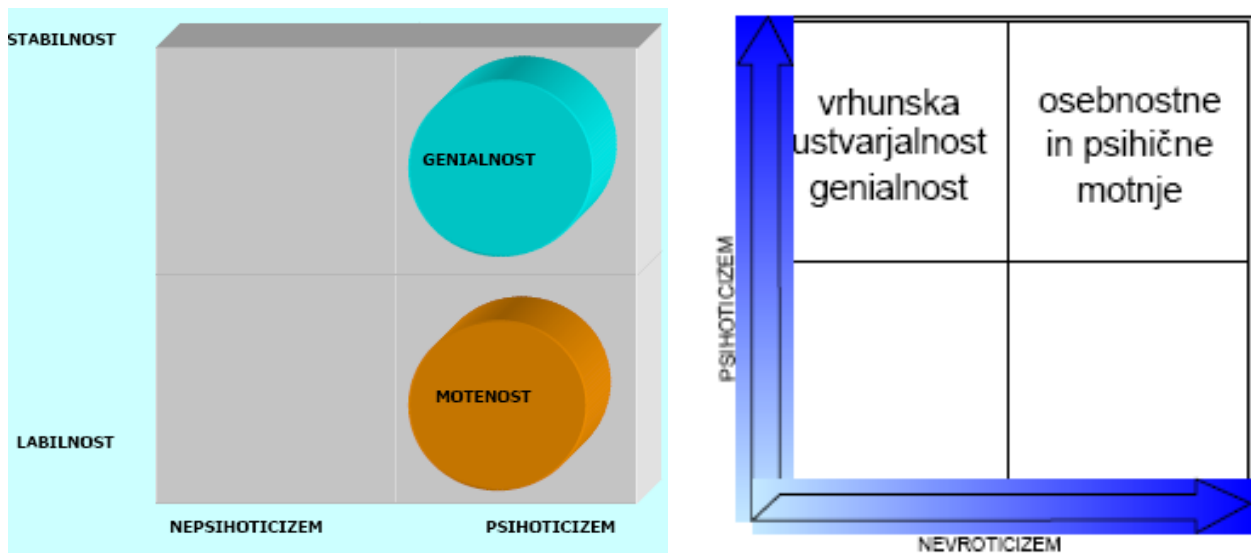 STABILNOST
GENIALNOST
MOTENOST
LABILNOST
NEPSIHOTICIZEM
PSIHOTICIZEM
vrhunska
ustvarjalnost
genialnost
osebnostne
in psihične
motnje
PSIHOTICIZEM
NEVROTICIZEM